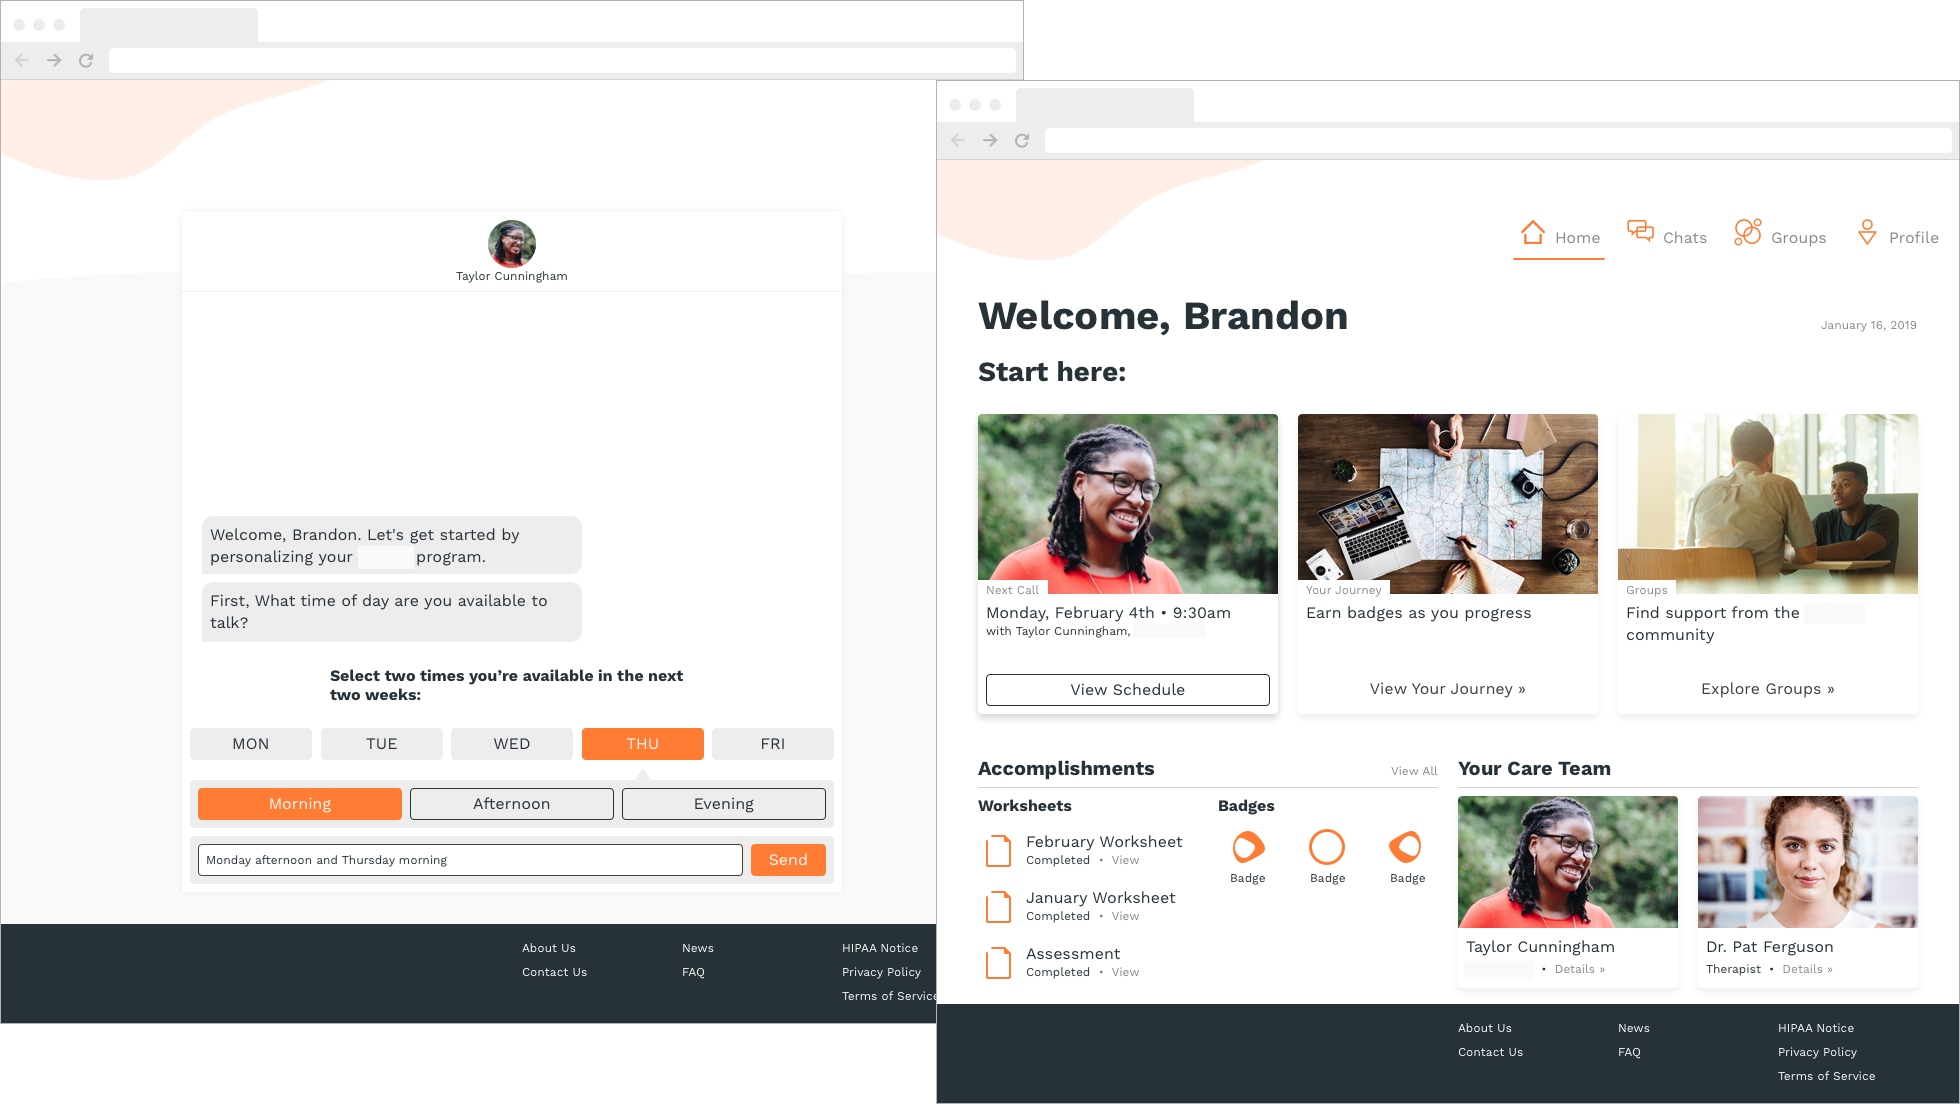 Taylor Cunningham
Welcome, Brandon. Let's get started by
personalizing your program.
First, What time of day are you available to
talk?
Select two times you’re available in the next
two weeks:
MON TUE WED THU FRI
Morning Afternoon Evening
Monday afternoon and Thursday morning Send
About Us News HIPAA Notice
Contact Us FAQ Privacy Policy
Terms of Service
Home Chats Groups Profile
Welcome, Brandon
January 16, 2019
Start here:
Next Call
Monday, February 4th • 9:30am
with Taylor Cunningham,
View Schedule
Your Journey
Earn badges as you progress
View Your Journey »
Groups
Find support from the
community
Explore Groups »
Accomplishments View All
Worksheets
February Worksheet
Completed • View
January Worksheet
Completed • View
Assessment
Completed • View
Badges
Badge Badge Badge
Your Care Team
Taylor Cunningham
• Details »
Dr. Pat Ferguson
Therapist • Details »
About Us News HIPAA Notice
Contact Us FAQ Privacy Policy
Terms of Service